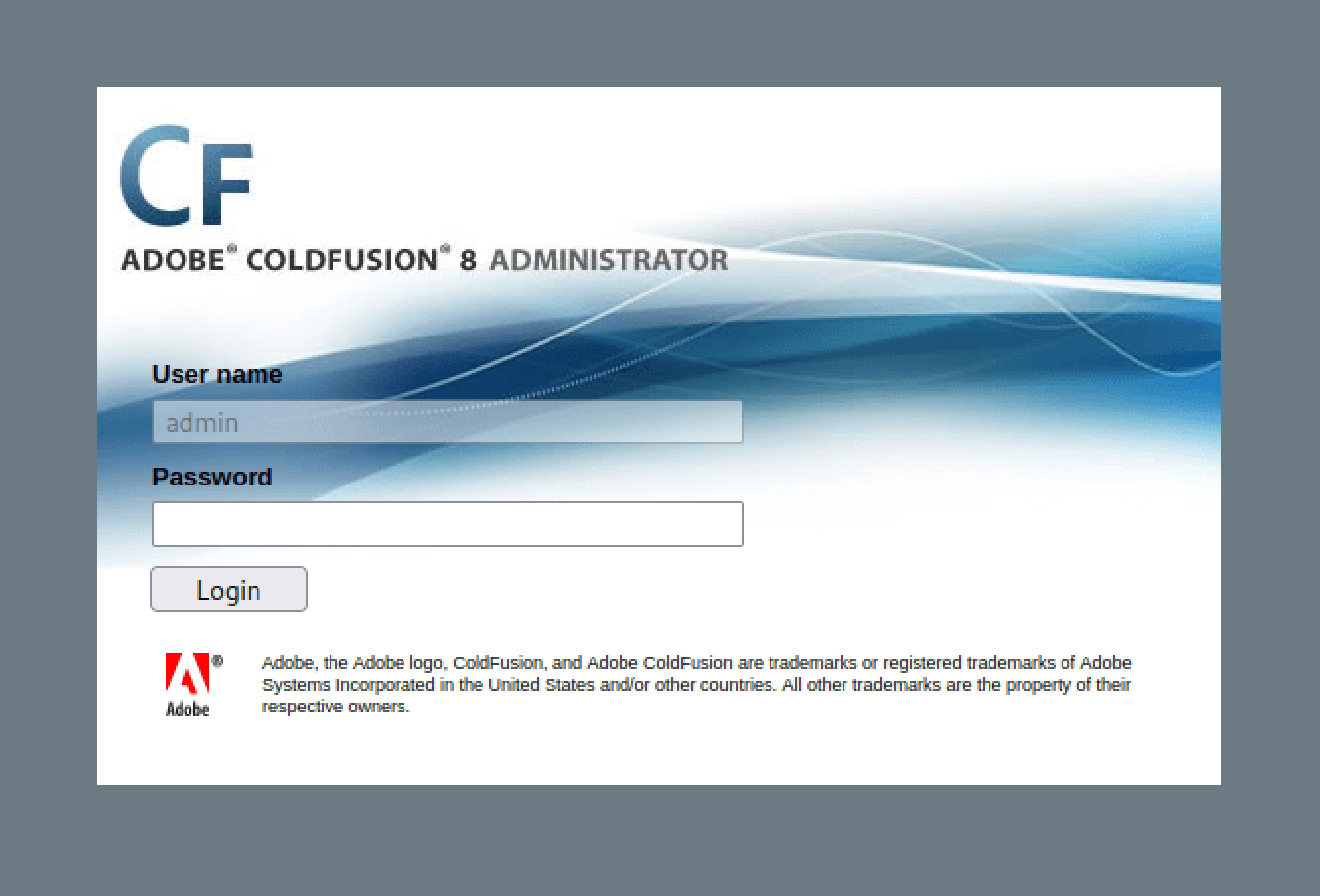 CF
ADOBE® COLDFUSION® 8 ADMINISTRATOR
User name
admin
Password
Login
Adobe, the Adobe logo, ColdFusion, and Adobe ColdFusion are trademarks or registered trademarks of Adobe
Systems Incorporated in the United States and/or other countries. All other trademarks are the property of their
respective owners.
®
Adobe